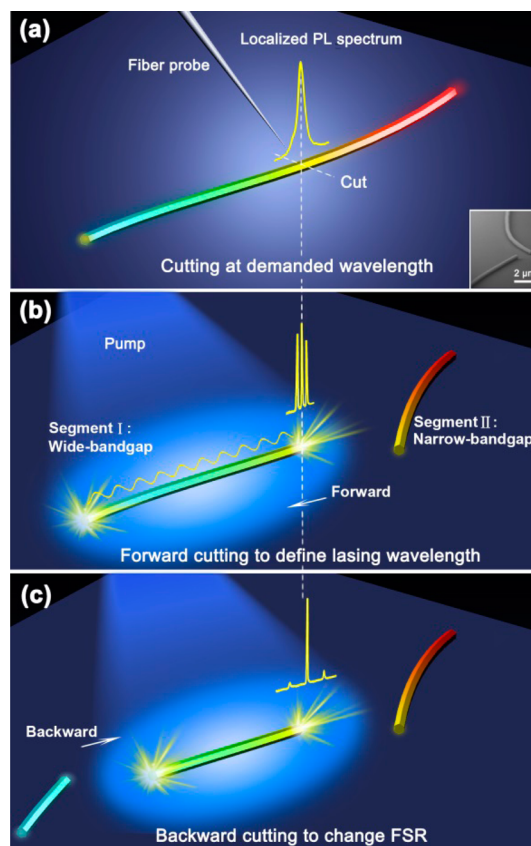 (a)
Localized PL spectrum
Fiber probe
Cut
2 μm
Cutting at demanded wavelength
(b)
Pump
Segment Ⅰ:
Wide-bandgap
Segment Ⅱ:
Narrow-bandgap
Forward
Forward cutting to define lasing wavelength
(c)
Backward
Backward cutting to change FSR